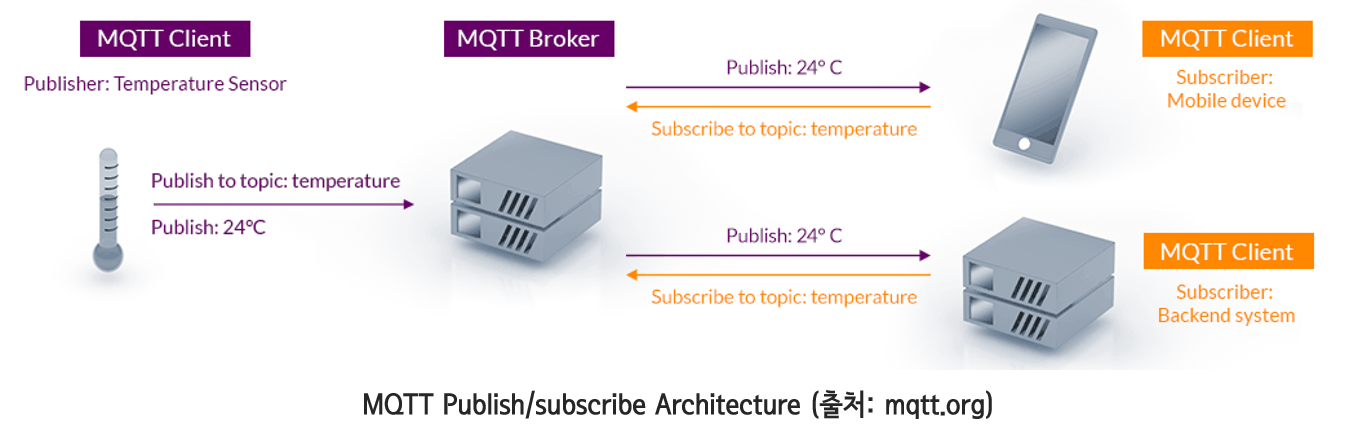 MQTT Client
Publisher: Temperature Sensor
Publish to topic: temperature
Publish: 24°C
MQTT Broker
Publish: 24° C
Subscribe to topic: temperature
MQTT Client
Subscriber:
Mobile device
Publish: 24° C
Subscribe to topic: temperature
MQTT Client
Subscriber:
Backend system
MQTT Publish/subscribe Architecture (출처: mqtt.org)